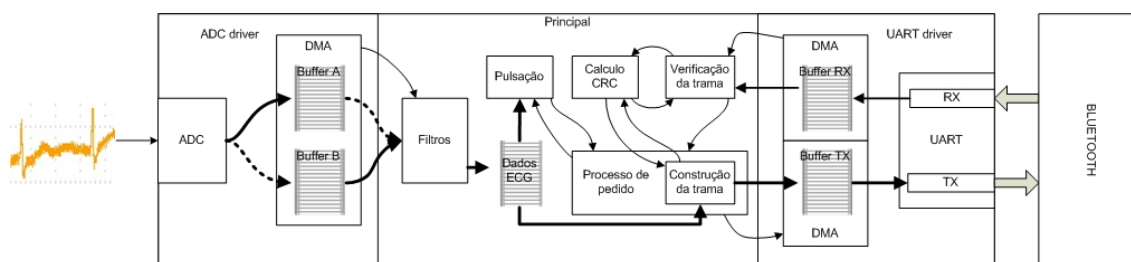 ADC driver
Principal
UART driver
DMA
Buffer A
Buffer B
ADC
Filtros
Pulsação
Calculo
CRC
Verificação
da trama
Dados
ECG
Processo de
pedido
Construção
da trama
DMA
Buffer RX
Buffer TX
DMA
RX
UART
TX
BLUETOOTH